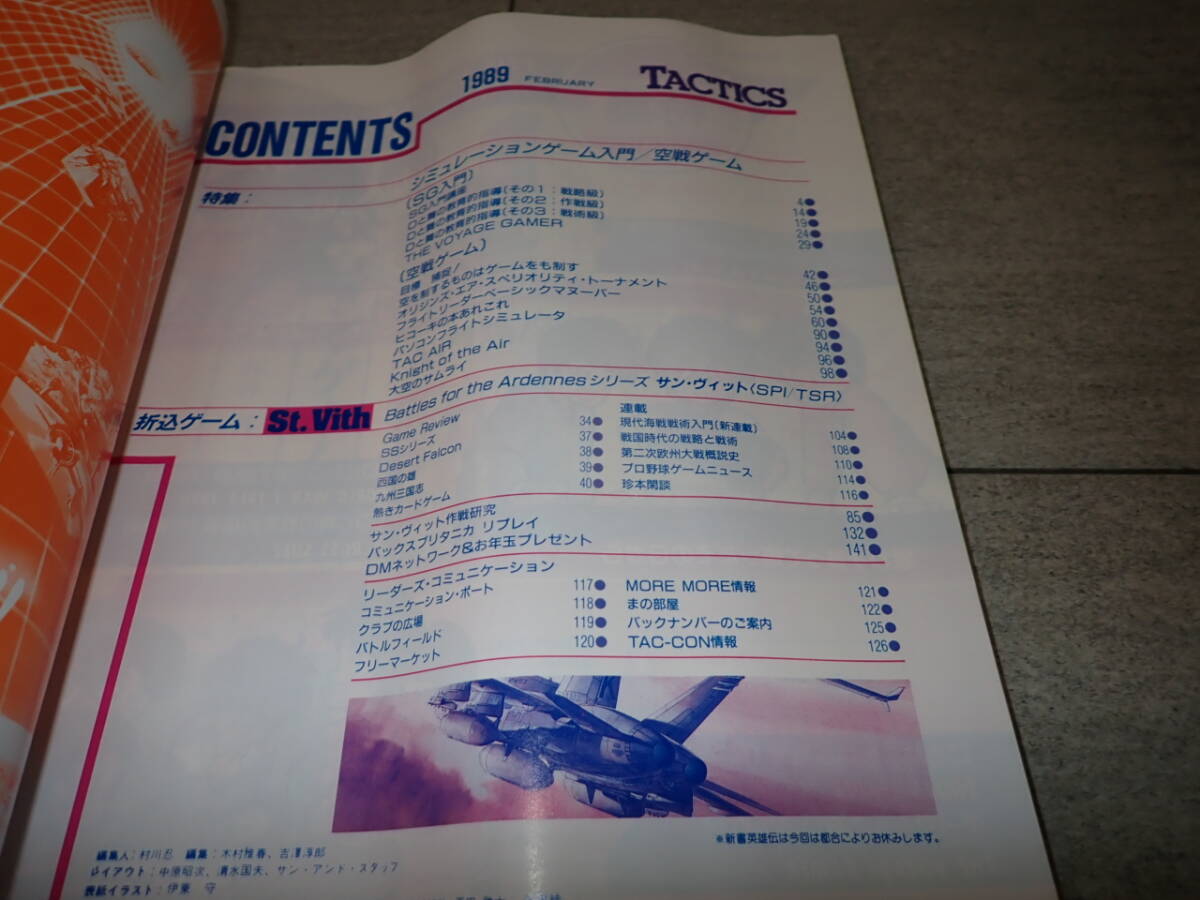 1989 FEBRUARY TACTICS
CONTENTS
特集:
シミュレーションゲーム入門/空戦ゲーム
(SG入門)
SG入門講座 4●
Dと舞の教育的指導(その1:戦略級) 14●
Dと舞の教育的指導(その2:作戦級) 19●
Dと舞の教育的指導(その3:戦術級) 24●
THE VOYAGE GAMER 29●
(空戦ゲーム)
目標 捕捉! 42●
空を制するものはゲームをも制す 46●
オリジンズ・エア・スペリオリティ・トーナメント 50●
フライトリーダーベーシックマヌーバー 54●
ヒコーキの本あれこれ 60●
パソコンフライトシミュレータ 90●
TAC AIR 94●
Knight of the Air 96●
大空のサムライ 98●
折込ゲーム: St. Vith
Battles for the Ardennesシリーズ サン・ヴィット(SPI/TSR)
Game Review
SSシリーズ 34●
Desert Falcon 37●
四国の雄 38●
九州三国志 39●
熱きカードゲーム 40●
連載
現代海戦戦術入門(新連載) 104●
戦国時代の戦略と戦術 108●
第二次欧州大戦概説史 110●
プロ野球ゲームニュース 114●
珍本閑談 116●
サン・ヴィット作戦研究 85●
パックスブリタニカ リプレイ 132●
DMネットワーク&お年玉プレゼント 141●
リーダーズ・コミュニケーション
コミュニケーション・ポート 117●
クラブの広場 118●
バトルフィールド 119●
フリーマーケット 120●
MORE MORE情報 121●
まの部屋 122●
バックナンバーのご案内 125●
TAC-CON情報 126●
※新書英雄伝は今回は都合によりお休みします。
編集人:村川忍 編集:木村雅春、吉澤淳郎
レイアウト:中原昭次、清水国夫、サン・アンド・スタッフ
表紙イラスト:伊東 守